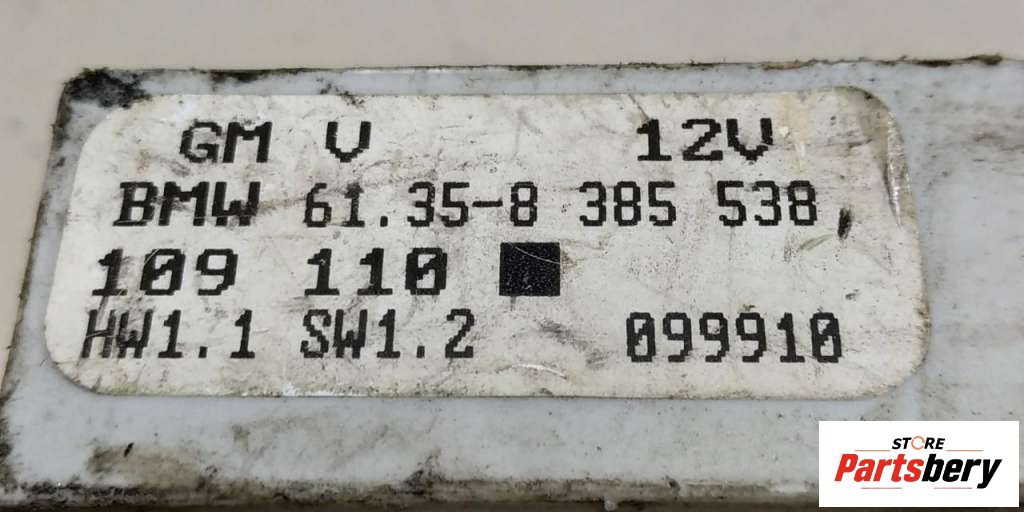 GM V 12V
BMW 61.35-8 385 538
109 110
HW1.1 SW1.2 099910
STORE
Partsbery